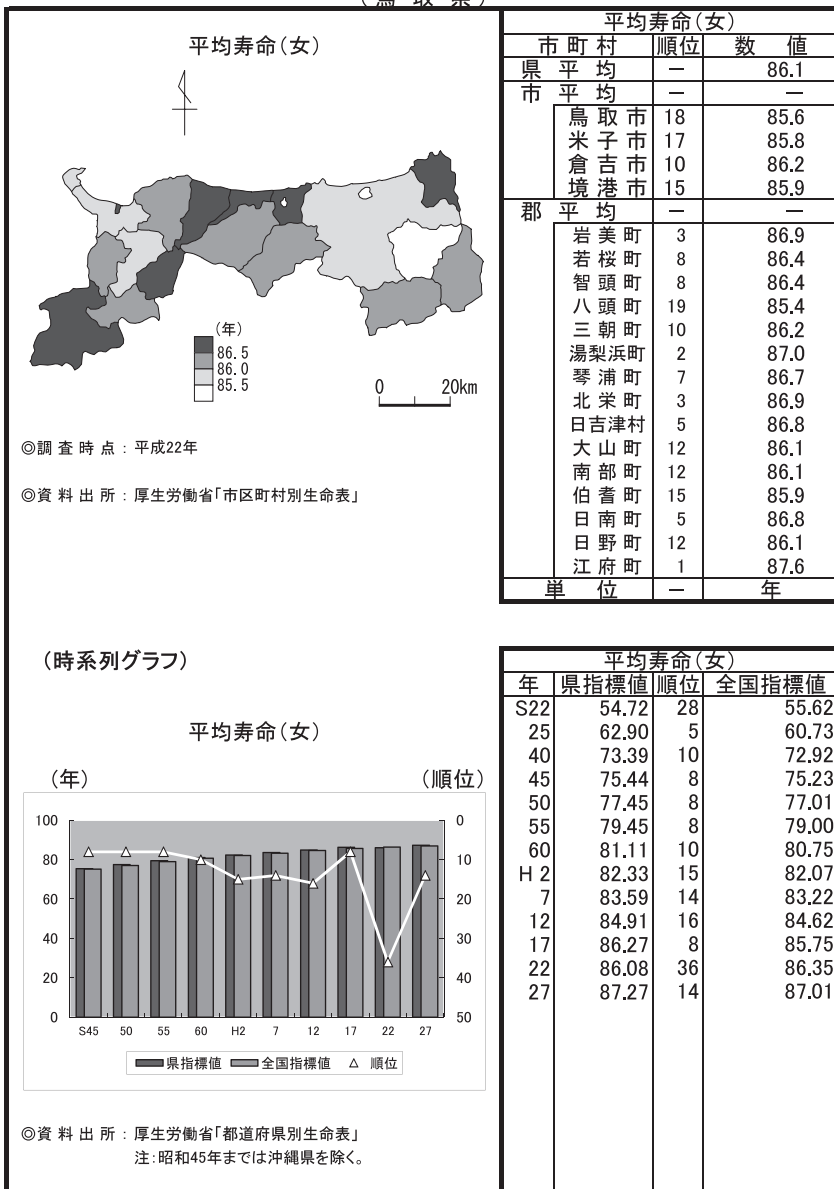 (鳥 取 県)
平均寿命(女)
(年)
86.5
86.0
85.5
0 20km
◎調査時点：平成22年
◎資料出所：厚生労働省「市区町村別生命表」
平均寿命(女)
市町村 順位 数値
県平均 － 86.1
市平均 － －
鳥取市 18 85.6
米子市 17 85.8
倉吉市 10 86.2
境港市 15 85.9
郡平均 － －
岩美町 3 86.9
若桜町 8 86.4
智頭町 8 86.4
八頭町 19 85.4
三朝町 10 86.2
湯梨浜町 2 87.0
琴浦町 7 86.7
北栄町 3 86.9
日吉津村 5 86.8
大山町 12 86.1
南部町 12 86.1
伯耆町 15 85.9
日南町 5 86.8
日野町 12 86.1
江府町 1 87.6
単位 － 年
(時系列グラフ)
平均寿命(女)
(年) (順位)
100 0
80 10
60 20
40 30
20 40
0 50
S45 50 55 60 H2 7 12 17 22 27
県指標値 全国指標値 △ 順位
◎資料出所：厚生労働省「都道府県別生命表」
注：昭和45年までは沖縄県を除く。
平均寿命(女)
年 県指標値 順位 全国指標値
S22 54.72 28 55.62
25 62.90 5 60.73
40 73.39 10 72.92
45 75.44 8 75.23
50 77.45 8 77.01
55 79.45 8 79.00
60 81.11 10 80.75
H 2 82.33 15 82.07
7 83.59 14 83.22
12 84.91 16 84.62
17 86.27 8 85.75
22 86.08 36 86.35
27 87.27 14 87.01